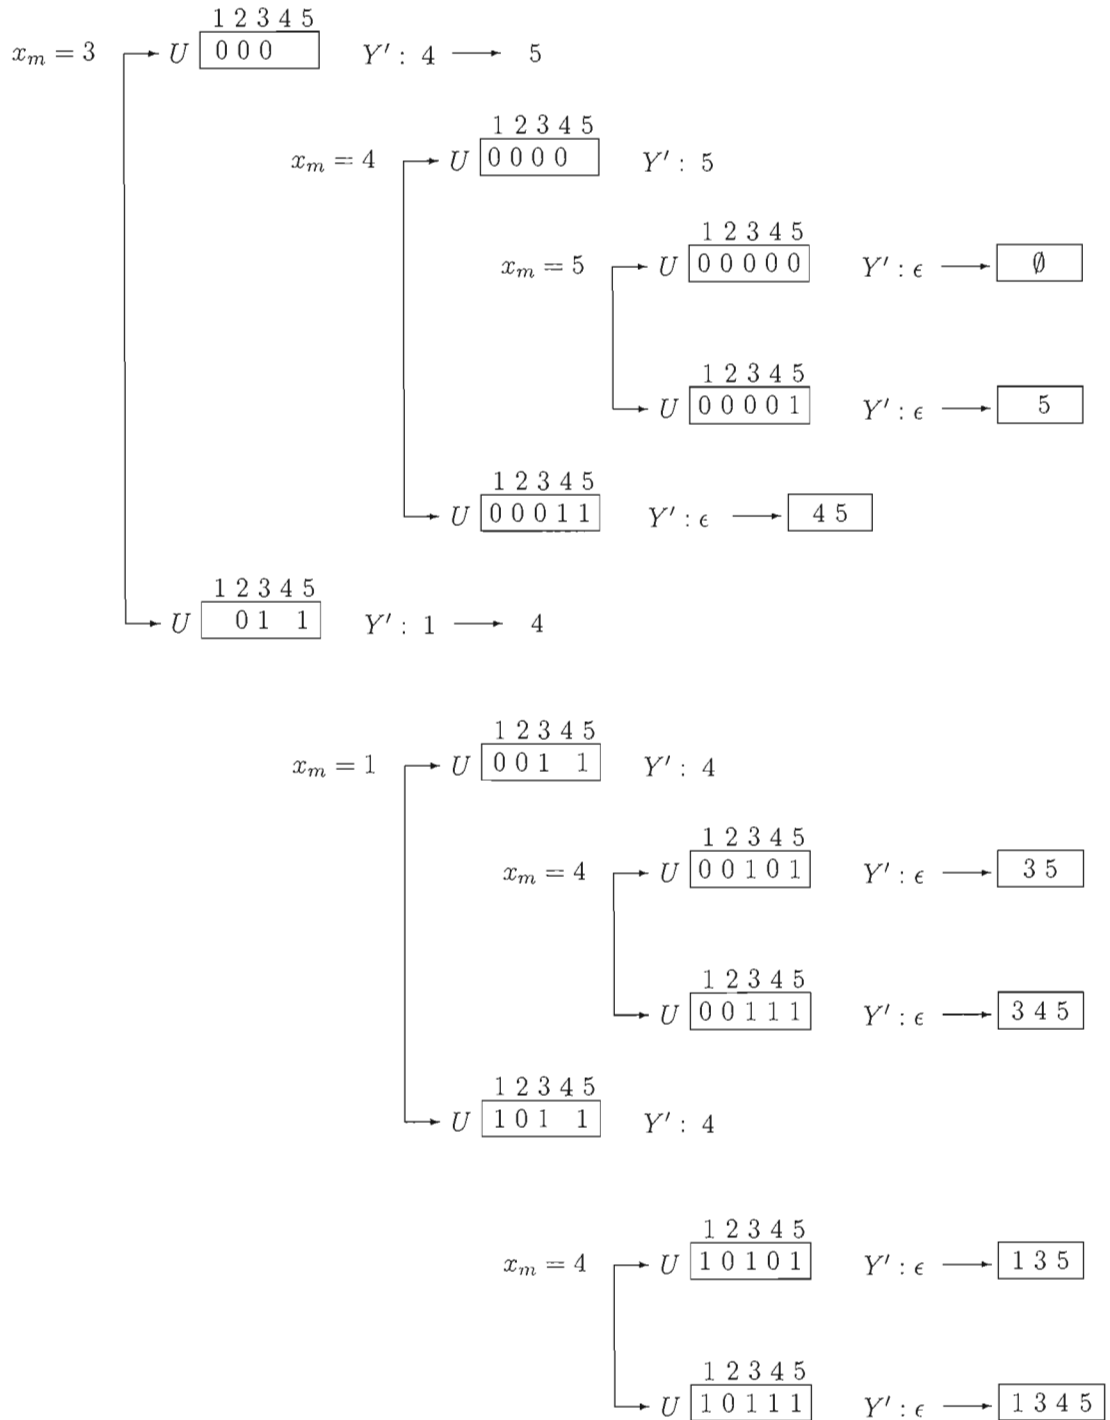 1 2 3 4 5
x_m = 3 U 0 0 0 Y' : 4 → 5
1 2 3 4 5
x_m = 4 U 0 0 0 0 Y' : 5
1 2 3 4 5
x_m = 5 U 0 0 0 0 0 Y' : ϵ → ∅
1 2 3 4 5
U 0 0 0 0 1 Y' : ϵ → 5
1 2 3 4 5
U 0 0 0 1 1 Y' : ϵ → 4 5
1 2 3 4 5
U 0 1 1 Y' : 1 → 4
1 2 3 4 5
x_m = 1 U 0 0 1 1 Y' : 4
1 2 3 4 5
x_m = 4 U 0 0 1 0 1 Y' : ϵ → 3 5
1 2 3 4 5
U 0 0 1 1 1 Y' : ϵ → 3 4 5
1 2 3 4 5
U 1 0 1 1 Y' : 4
1 2 3 4 5
x_m = 4 U 1 0 1 0 1 Y' : ϵ → 1 3 5
1 2 3 4 5
U 1 0 1 1 1 Y' : ϵ → 1 3 4 5